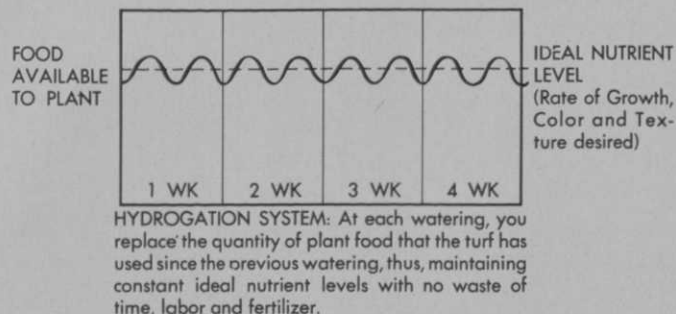 FOOD
AVAILABLE
TO PLANT
IDEAL NUTRIENT
LEVEL
(Rate of Growth,
Color and Tex-
ture desired)
1 WK
2 WK
3 WK
4 WK
HYDROGATION SYSTEM: At each watering, you
replace the quantity of plant food that the turf has
used since the previous watering, thus, maintaining
constant ideal nutrient levels with no waste of
time, labor and fertilizer.